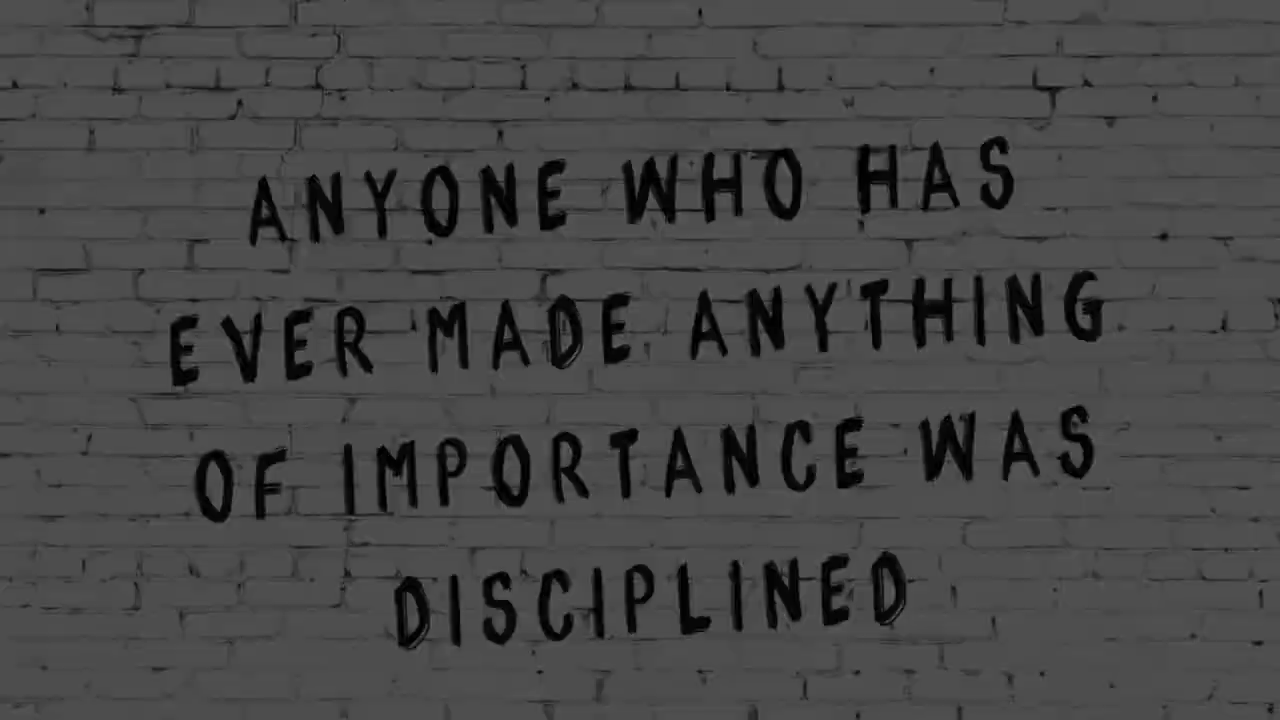 ANYONE WHO HAS
EVER MADE ANYTHING
OF IMPORTANCE WAS
DISCIPLINED